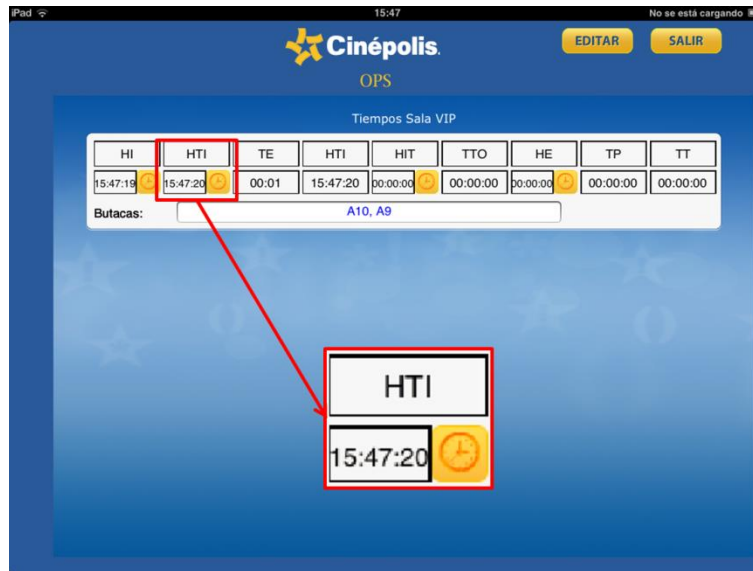 iPad 15:47 No se está cargando
Cinépolis.
EDITAR SALIR
OPS
Tiempos Sala VIP
HI HTI TE HTI HIT TTO HE TP TT
15:47:19 15:47:20 00:01 15:47:20 00:00:00 00:00:00 00:00:00 00:00:00 00:00:00
Butacas: A10, A9
HTI
15:47:20